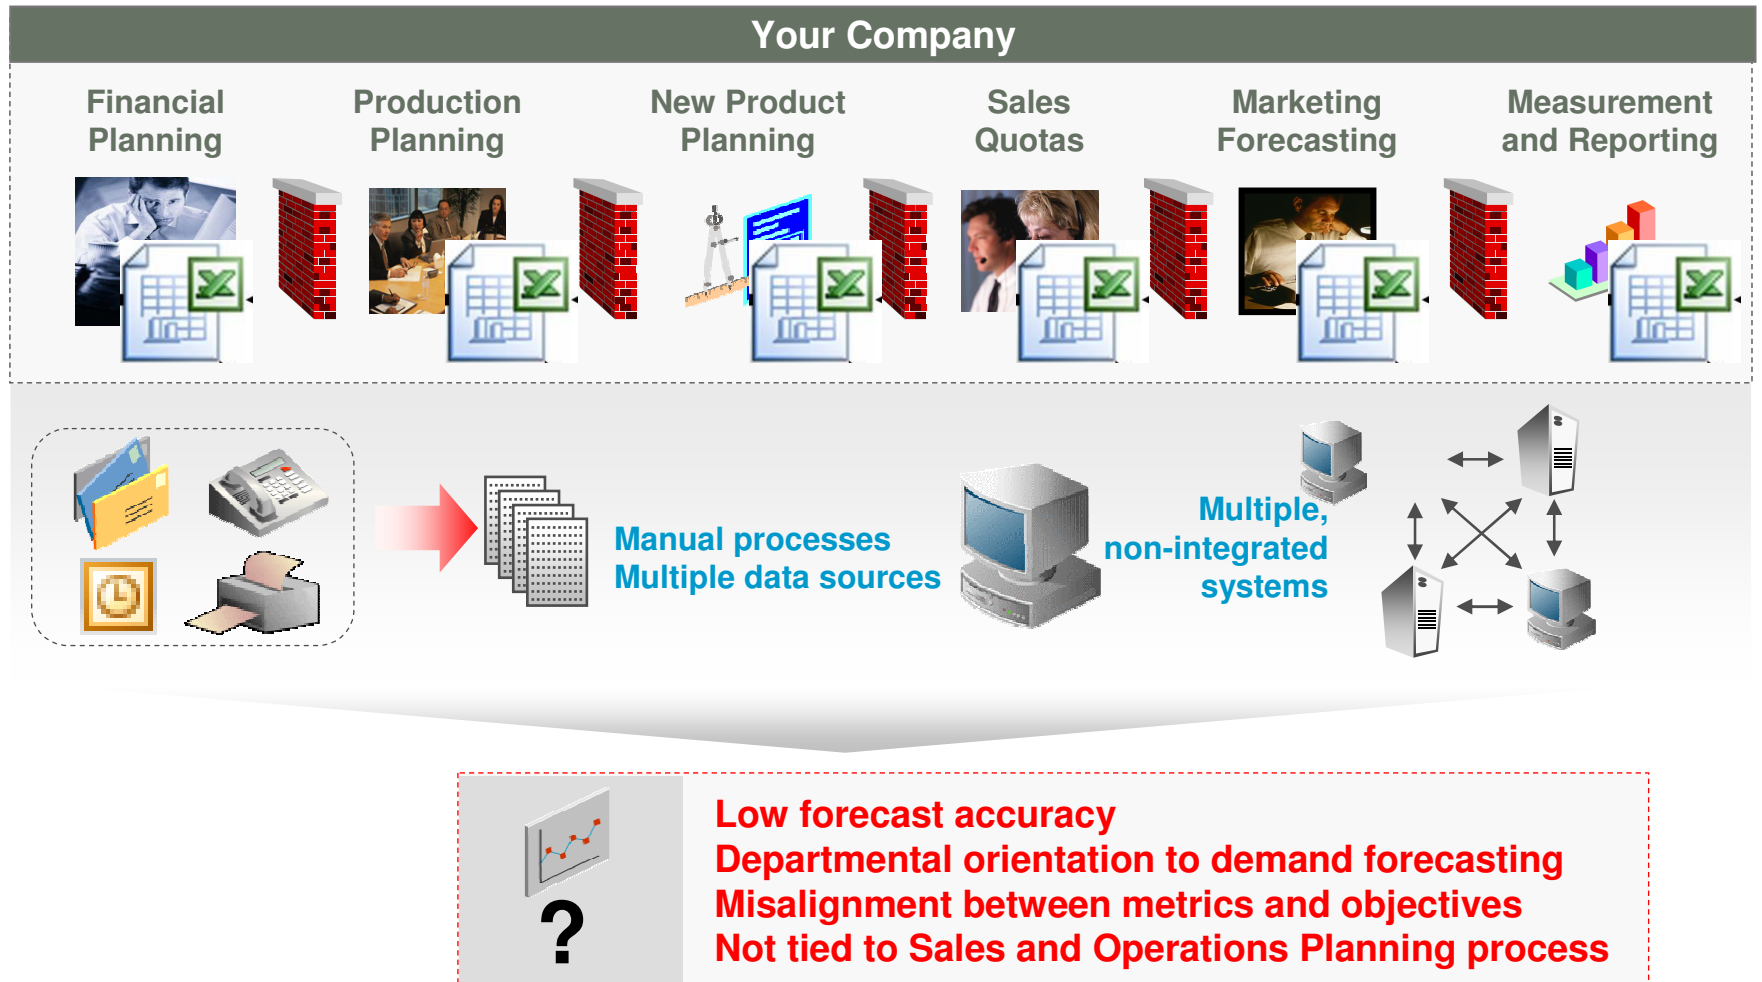 Your Company
Financial
Planning
Production
Planning
New Product
Planning
Sales
Quotas
Marketing
Forecasting
Measurement
and Reporting
Manual processes
Multiple data sources
Multiple,
non-integrated
systems
?
Low forecast accuracy
Departmental orientation to demand forecasting
Misalignment between metrics and objectives
Not tied to Sales and Operations Planning process